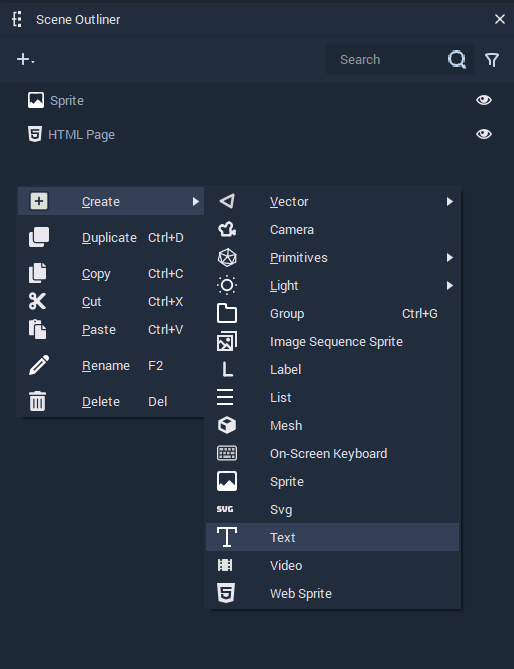 Scene Outliner
Search
Sprite
HTML Page
Create
Duplicate Ctrl+D
Copy Ctrl+C
Cut Ctrl+X
Paste Ctrl+V
Rename F2
Delete Del
Vector
Camera
Primitives
Light
Group Ctrl+G
Image Sequence Sprite
L Label
List
Mesh
On-Screen Keyboard
Sprite
SVG Svg
T Text
Video
5 Web Sprite